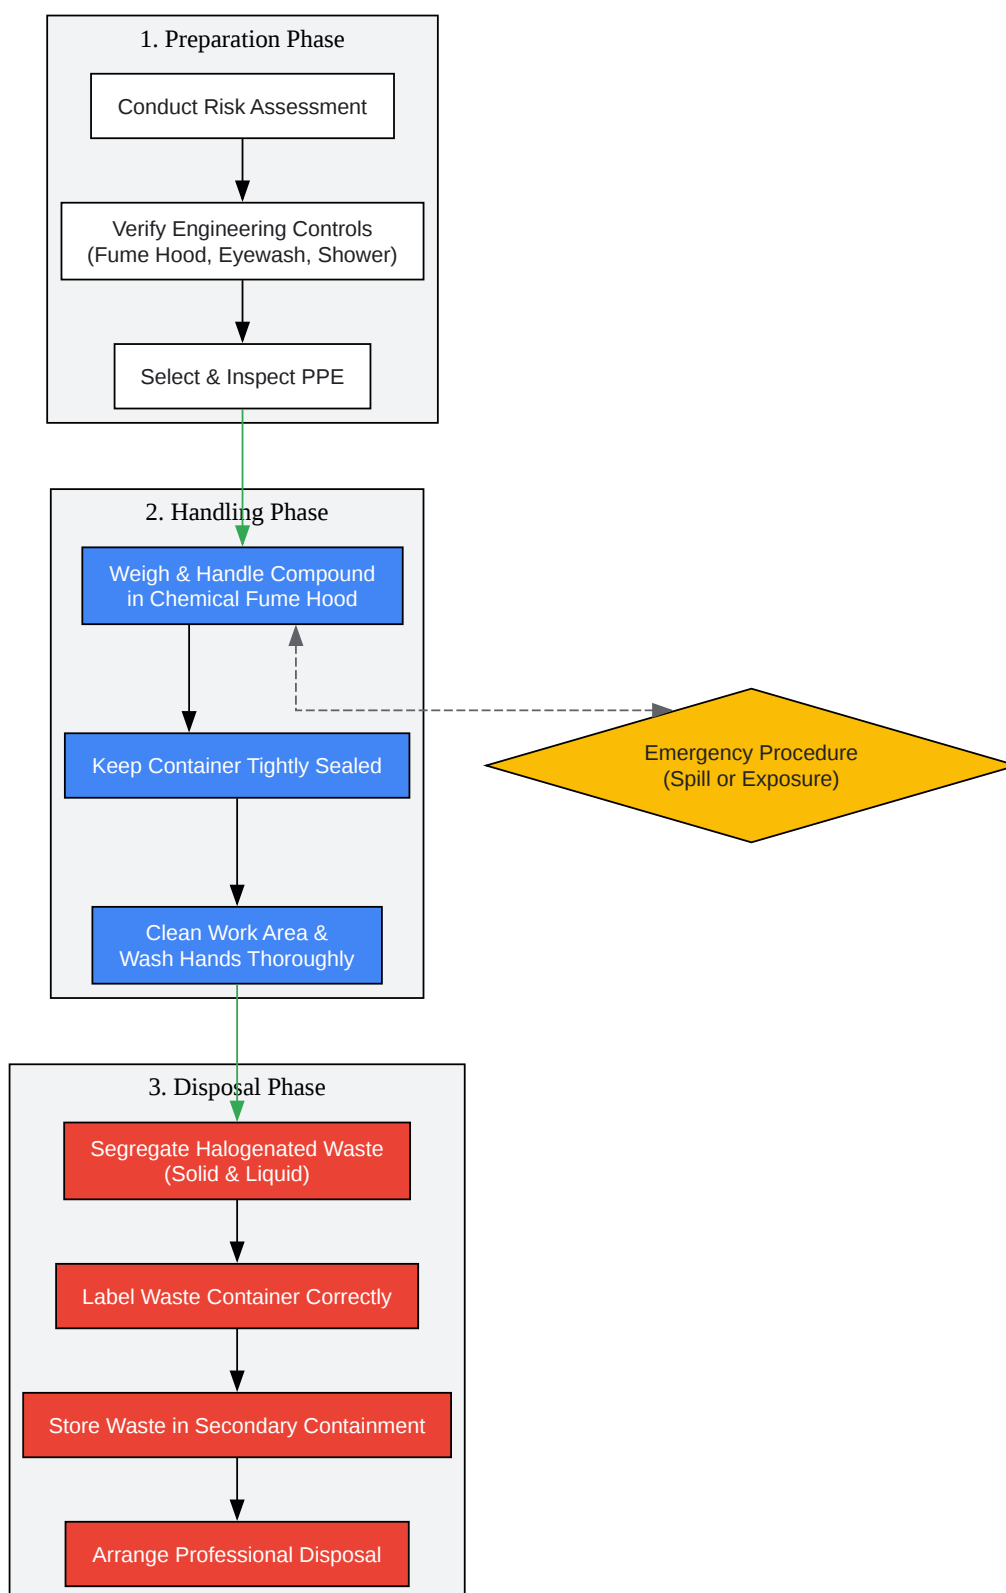 1. Preparation Phase
Conduct Risk Assessment
Verify Engineering Controls
(Fume Hood, Eyewash, Shower)
Select & Inspect PPE
2. Handling Phase
Weigh & Handle Compound
in Chemical Fume Hood
Emergency Procedure
(Spill or Exposure)
Keep Container Tightly Sealed
Clean Work Area &
Wash Hands Thoroughly
3. Disposal Phase
Segregate Halogenated Waste
(Solid & Liquid)
Label Waste Container Correctly
Store Waste in Secondary Containment
Arrange Professional Disposal